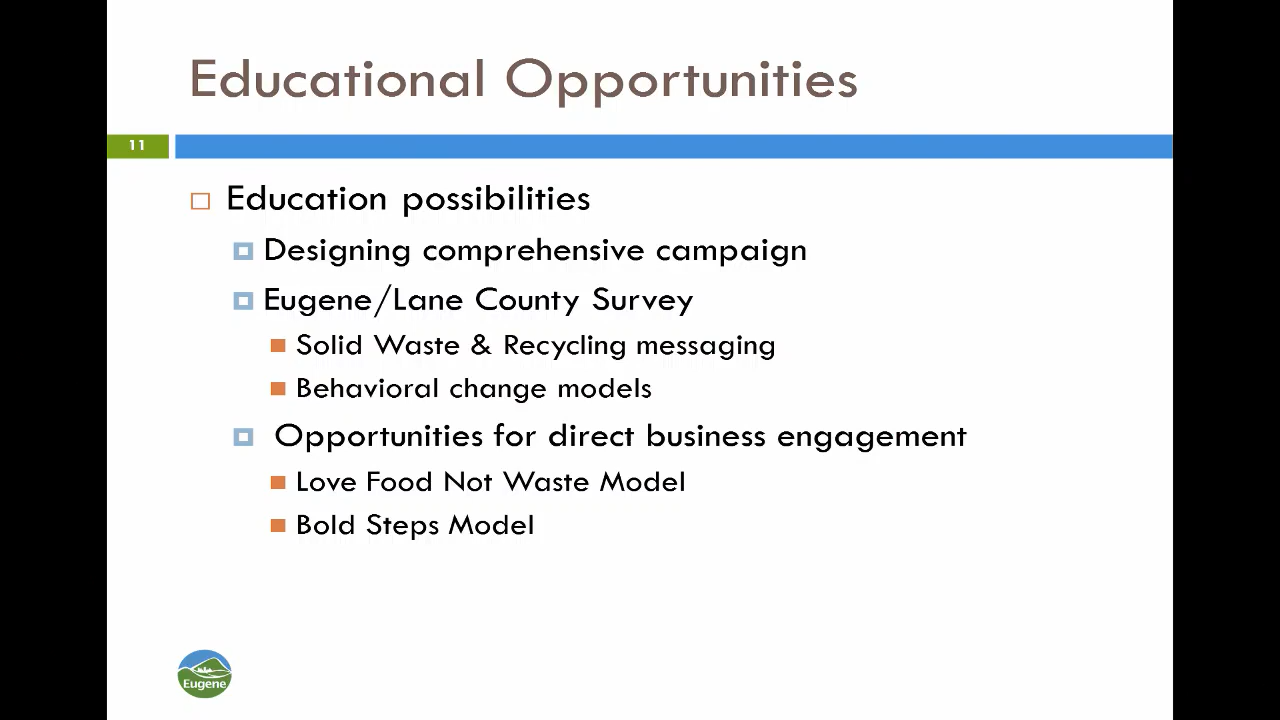 Educational Opportunities
11
Education possibilities
Designing comprehensive campaign
Eugene/Lane County Survey
Solid Waste & Recycling messaging
Behavioral change models
Opportunities for direct business engagement
Love Food Not Waste Model
Bold Steps Model
Eugene